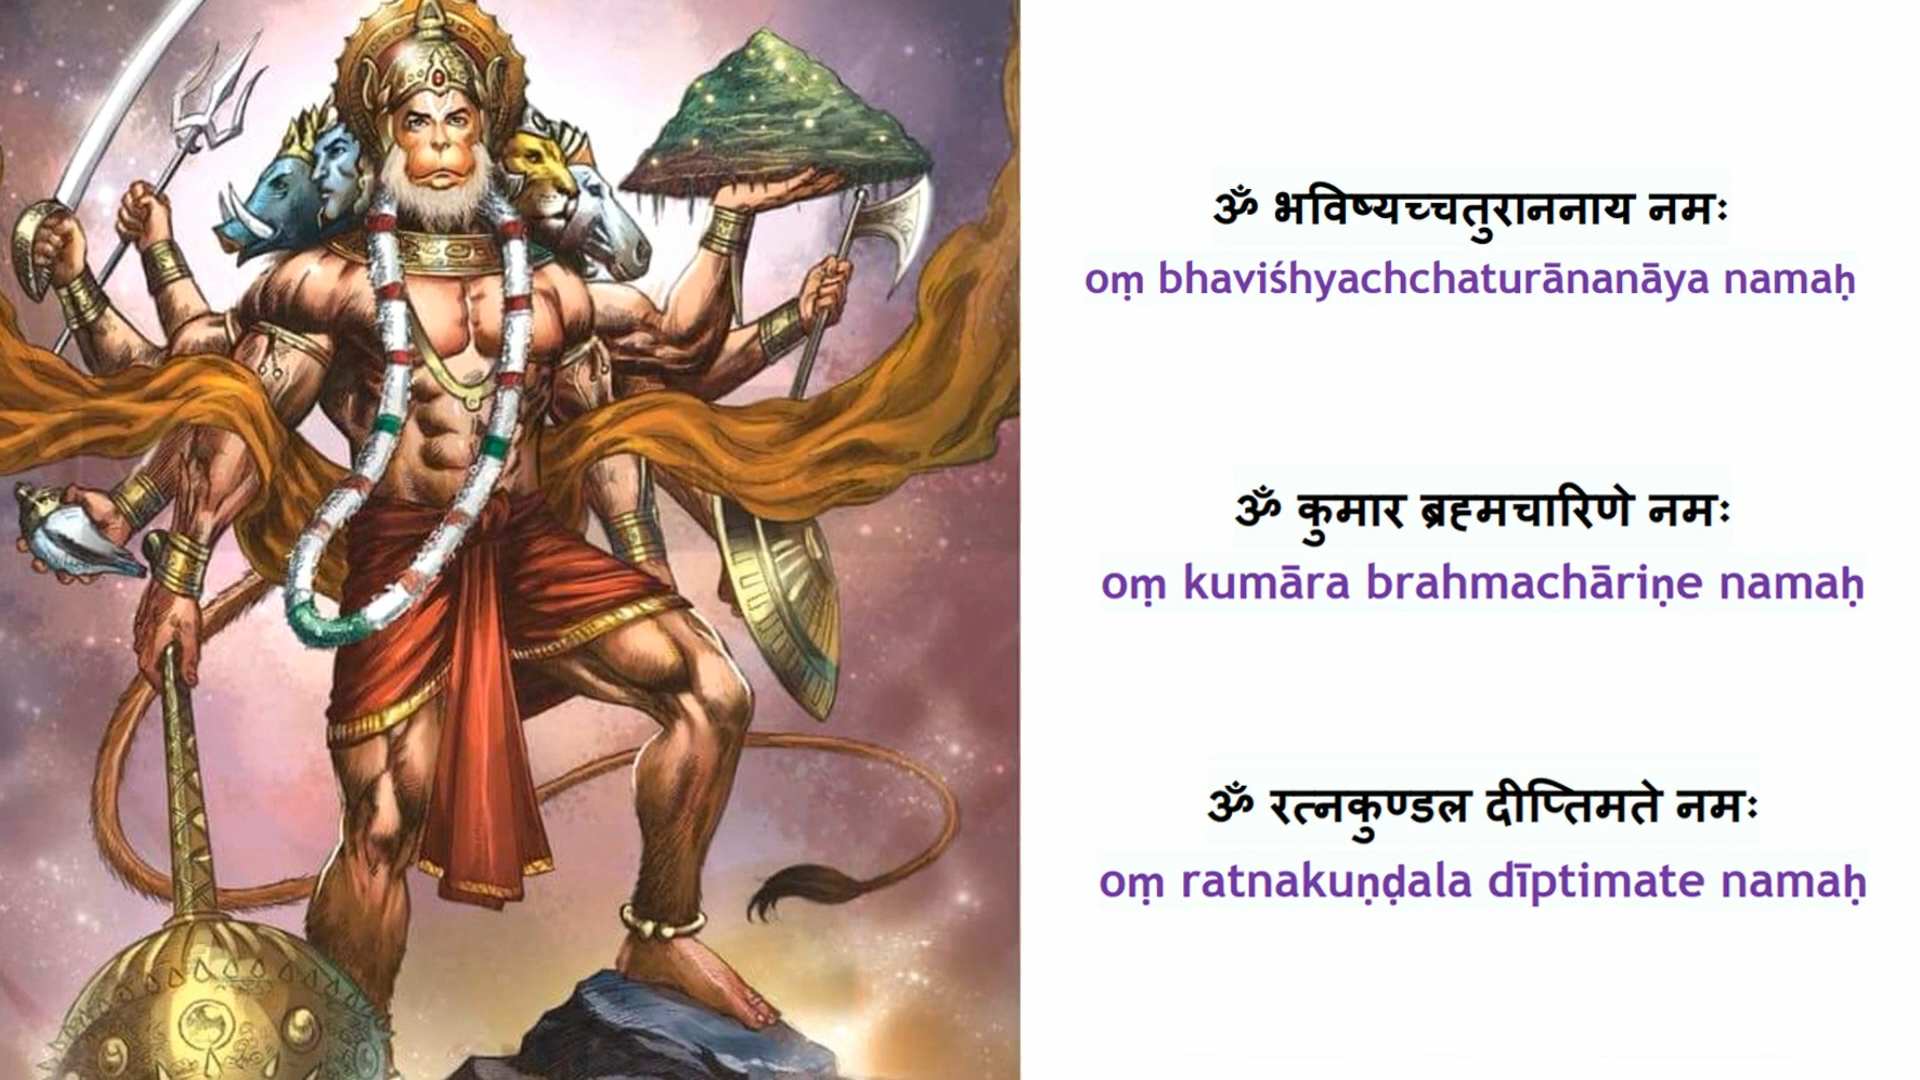 ॐ भविष्यच्चतुराननाय नमः
oṃ bhaviśhyachchaturānanāya namaḥ
ॐ कुमार ब्रह्मचारिणे नमः
oṃ kumāra brahmachāriṇe namaḥ
ॐ रत्नकुण्डल दीप्तिमते नमः
oṃ ratnakuṇḍala dīptimate namaḥ